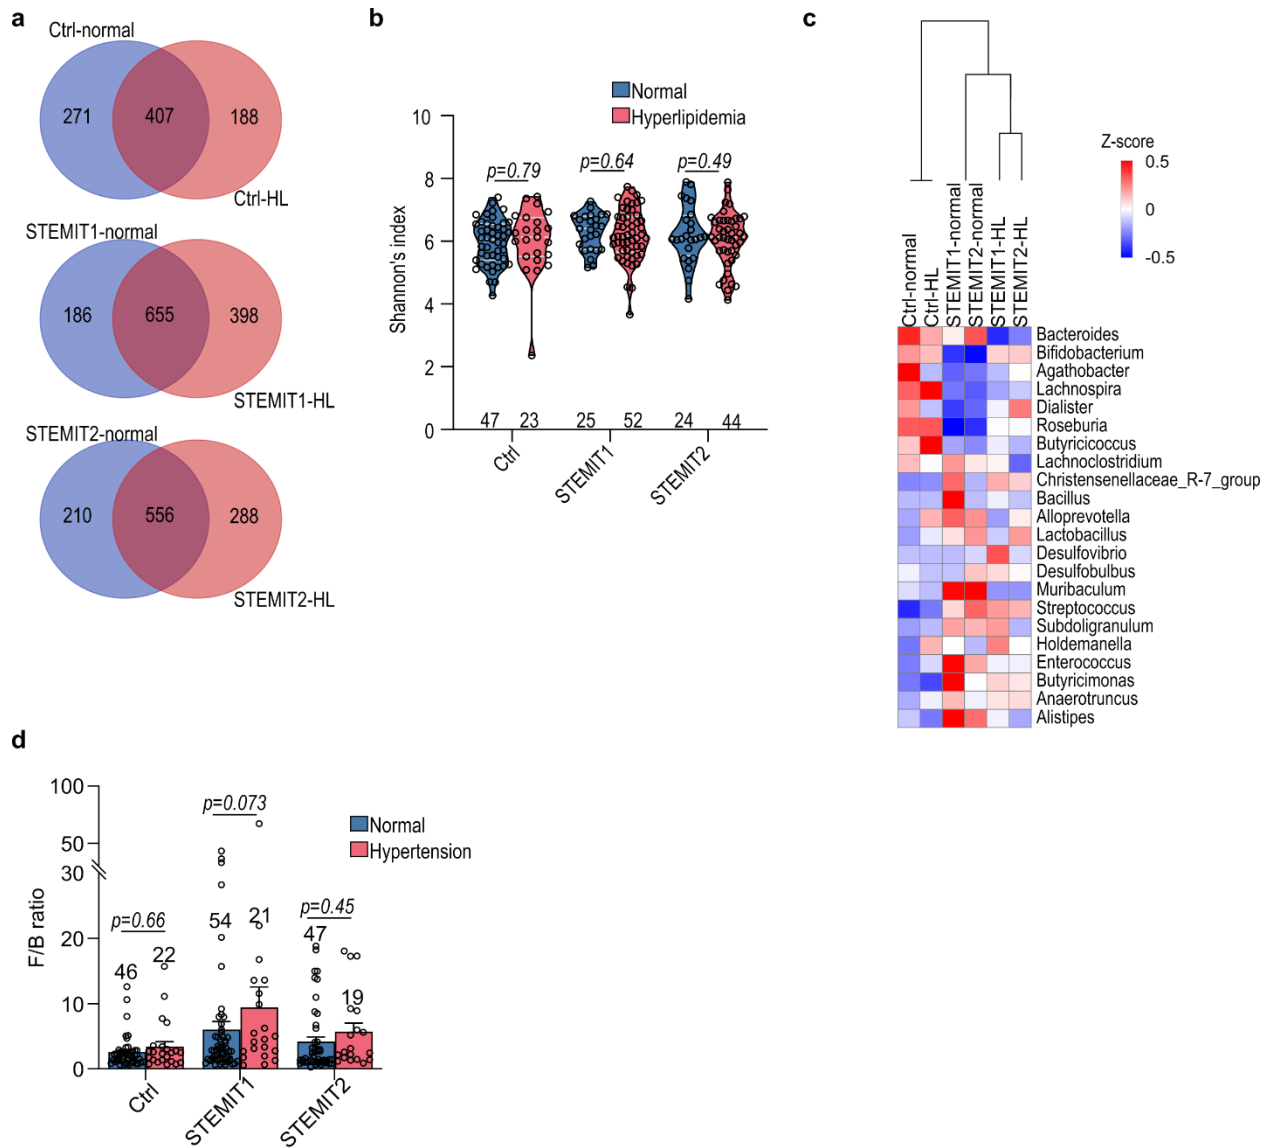 a
Ctrl-normal
271
407
188
Ctrl-HL
STEMIT1-normal
186
655
398
STEMIT1-HL
STEMIT2-normal
210
556
288
STEMIT2-HL
b
Normal
Hyperlipidemia
Shannon's index
10
8
6
4
2
0
p=0.79
p=0.64
p=0.49
47 23 25 52 24 44
Ctrl
STEMIT1
STEMIT2
c
Z-score
0.5
0
-0.5
Ctrl-normal
Ctrl-HL
STEMIT1-normal
STEMIT2-normal
STEMIT1-HL
STEMIT2-HL
Bacteroides
Bifidobacterium
Agathobacter
Lachnospira
Dialister
Roseburia
Butyricicoccus
Lachnoclostridium
Christensenellaceae_R-7_group
Bacillus
Alloprevotella
Lactobacillus
Desulfovibrio
Desulfobulbus
Muribaculum
Streptococcus
Subdoligranulum
Holdemanella
Enterococcus
Butyricimonas
Anaerotruncus
Alistipes
d
Normal
Hypertension
F/B ratio
100
50
30
20
10
0
p=0.66
p=0.073
p=0.45
46
22
54
21
47
19
Ctrl
STEMIT1
STEMIT2